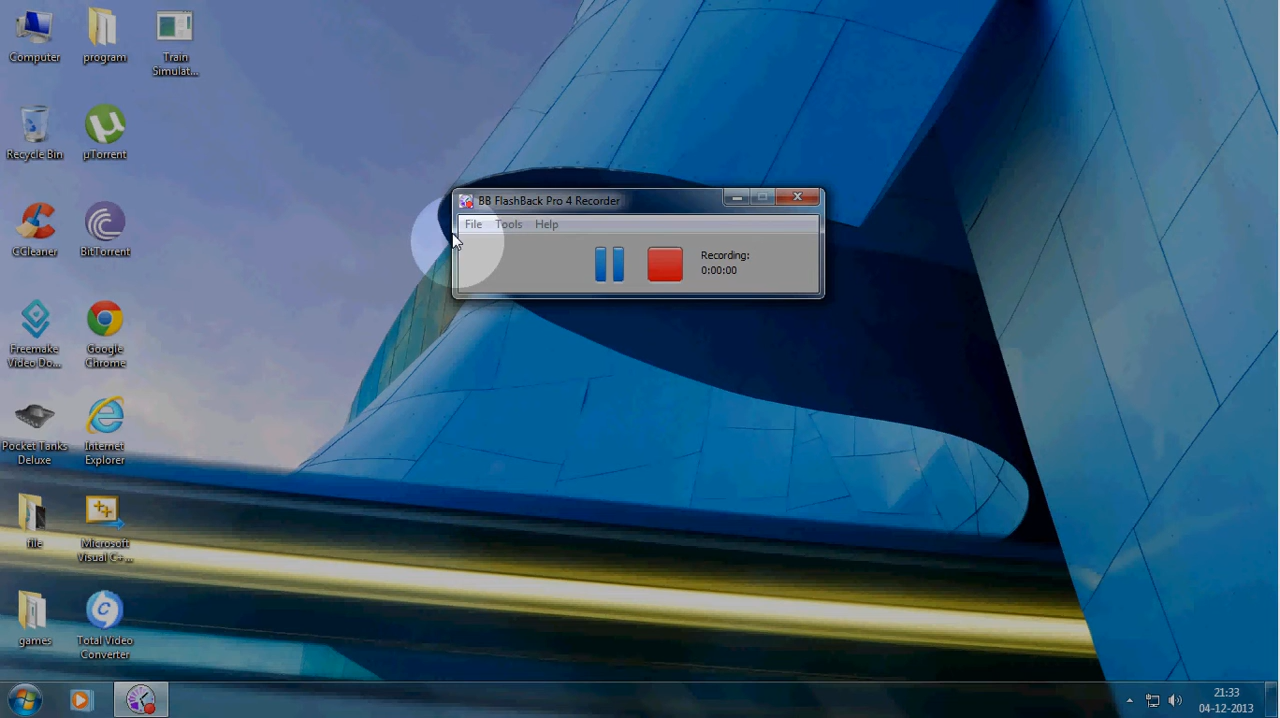 Computer
program
Train
Simulat...
Recycle Bin
µTorrent
CCleaner
BitTorrent
Freemake
Video Do...
Google
Chrome
Pocket Tanks
Deluxe
Internet
Explorer
file
Microsoft
Visual C+ ...
games
Total Video
Converter
BB FlashBack Pro 4 Recorder
File Tools Help
Recording:
0:00:00
21:33
04-12-2013